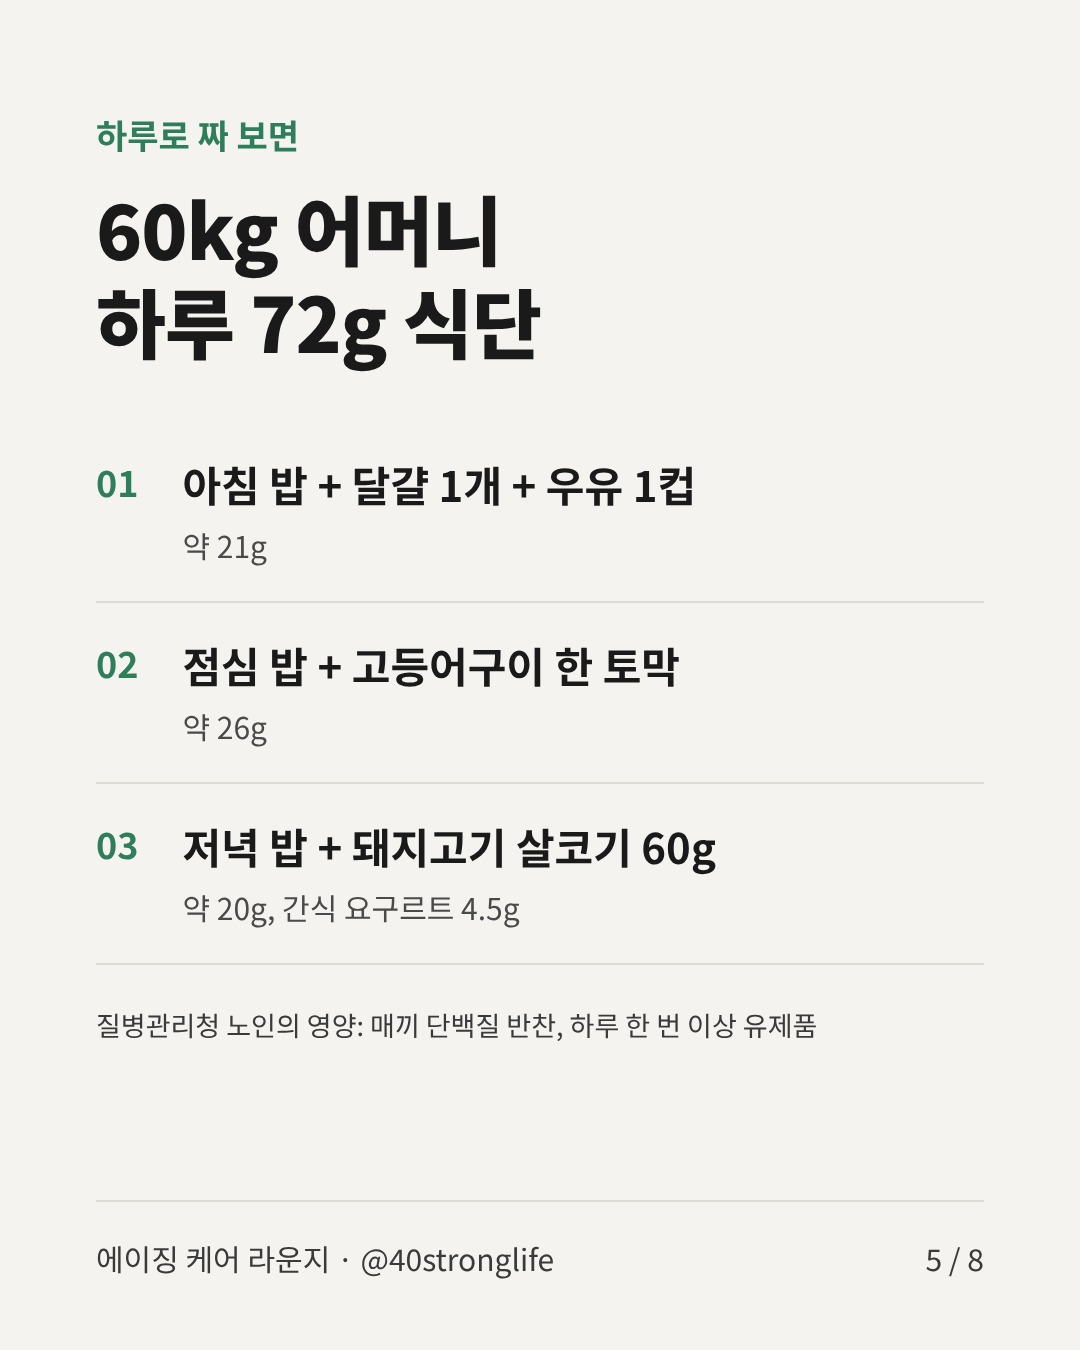 하루로 짜 보면
60kg 어머니
하루 72g 식단
01 아침 밥 + 달걀 1개 + 우유 1컵
약 21g
02 점심 밥 + 고등어구이 한 토막
약 26g
03 저녁 밥 + 돼지고기 살코기 60g
약 20g, 간식 요구르트 4.5g
질병관리청 노인의 영양: 매끼 단백질 반찬, 하루 한 번 이상 유제품
에이징 케어 라운지 · @40stronglife 5 / 8